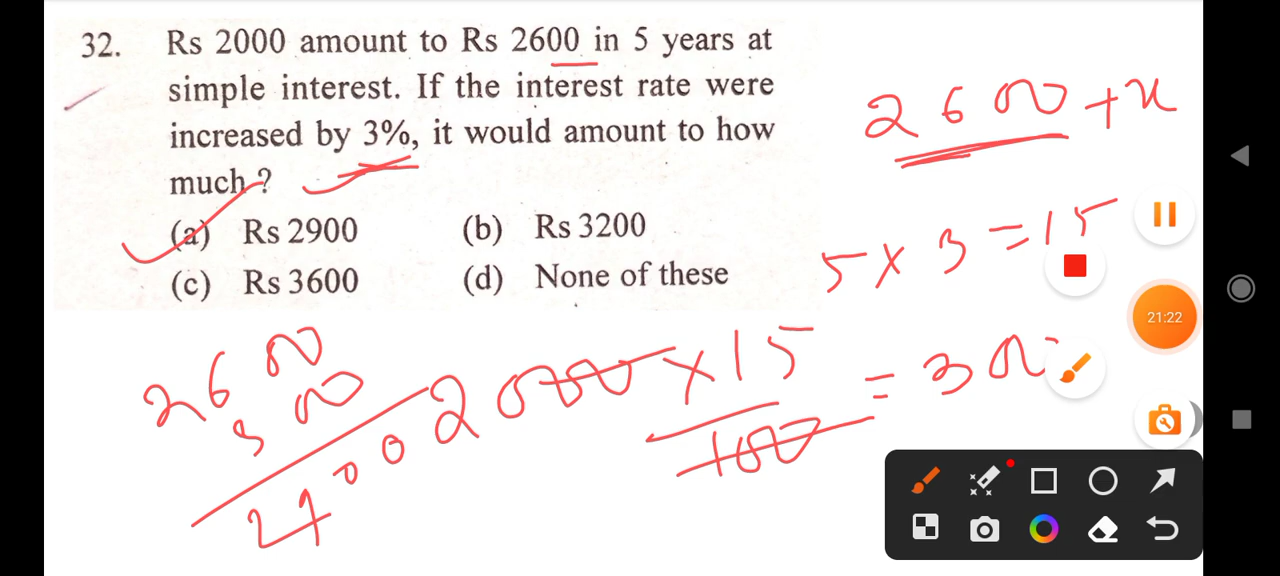 32. Rs 2000 amount to Rs 2600 in 5 years at
simple interest. If the interest rate were
increased by 3%, it would amount to how
much ?
(a) Rs 2900 (b) Rs 3200
(c) Rs 3600 (d) None of these
2600 + x
5 x 3 = 15
2000 x 15
100
= 300
2600
300
2900
21:22